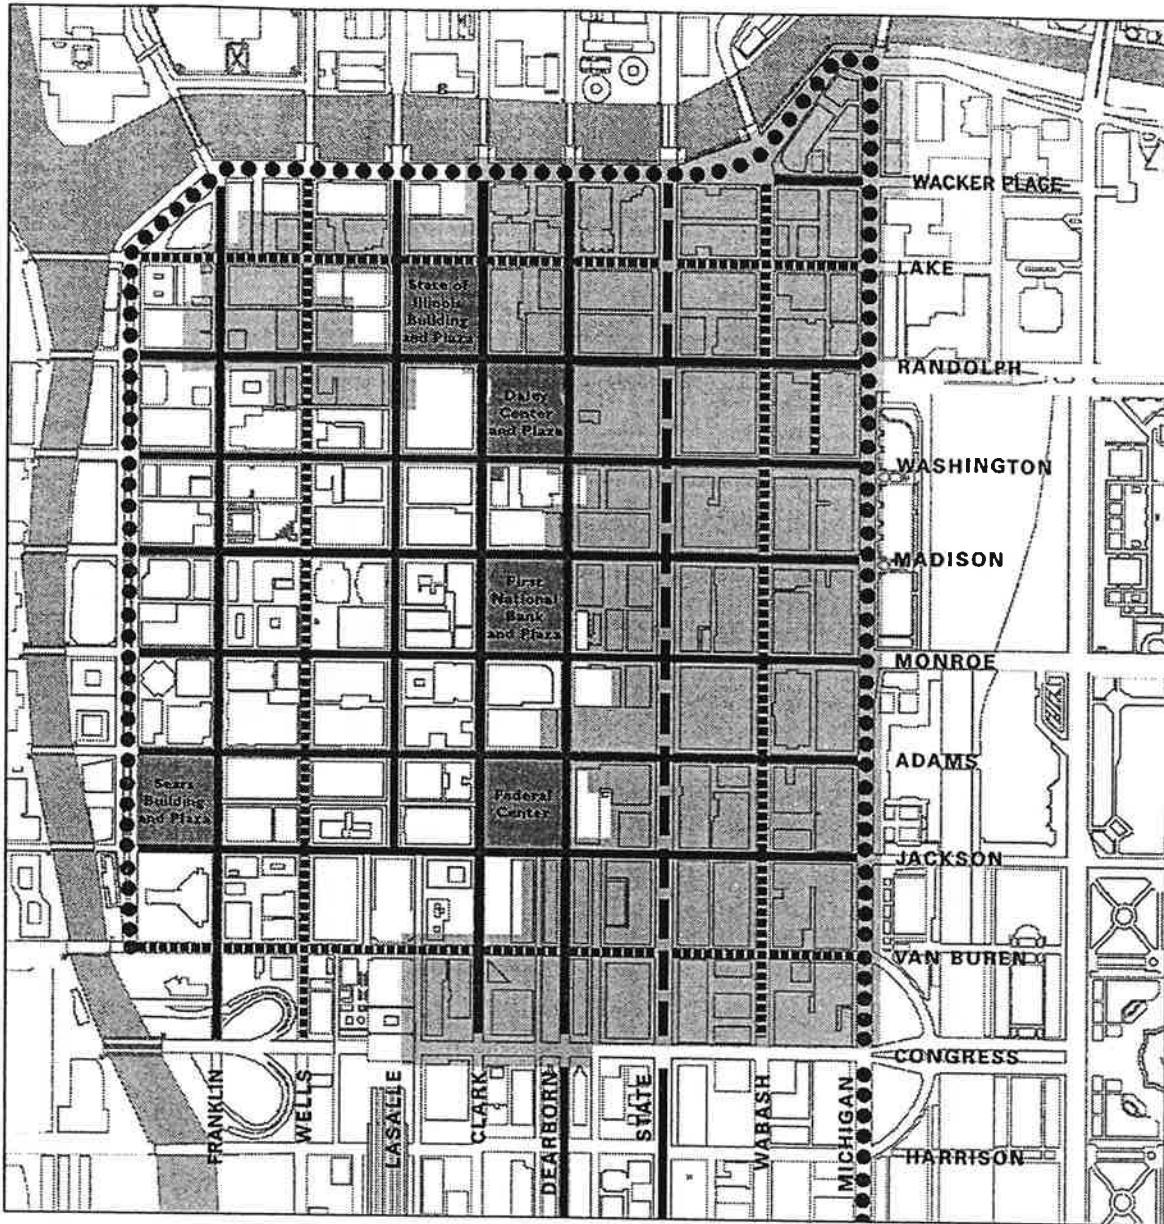 WACKER PLACE
LAKE
State of
Illinois
Building
and Plaza
RANDOLPH
Daley
Center
and Plaza
WASHINGTON
MADISON
First
National
Bank
and Plaza
MONROE
ADAMS
Sears
Building
and Plaza
Federal
Center
JACKSON
VAN BUREN
CONGRESS
FRANKLIN
WELLS
LASALLE
CLARK
DEARBORN
STATE
WABASH
MICHIGAN
HARRISON